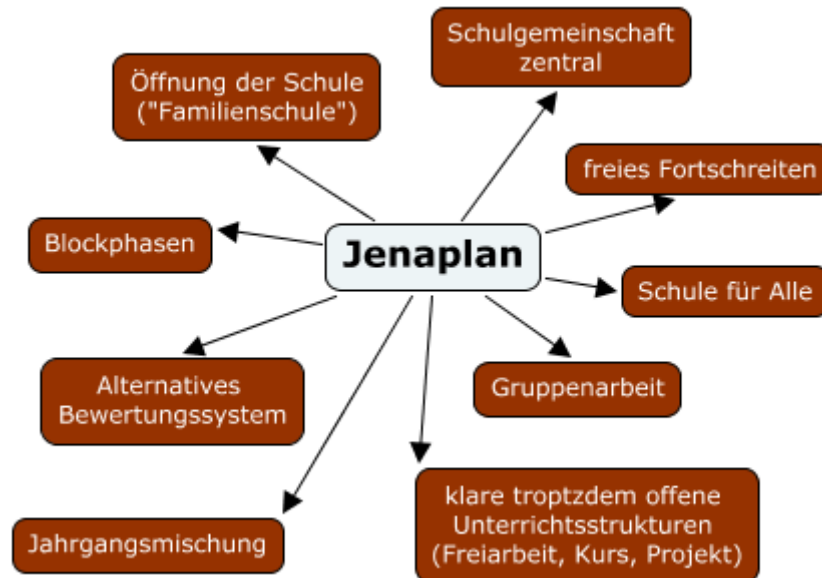 Schulgemeinschaft
zentral
Öffnung der Schule
("Familienschule")
freies Fortschreiten
Blockphasen
Jenaplan
Schule für Alle
Alternatives
Bewertungssystem
Gruppenarbeit
klare troptzdem offene
Unterrichtsstrukturen
(Freiarbeit, Kurs, Projekt)
Jahrgangsmischung